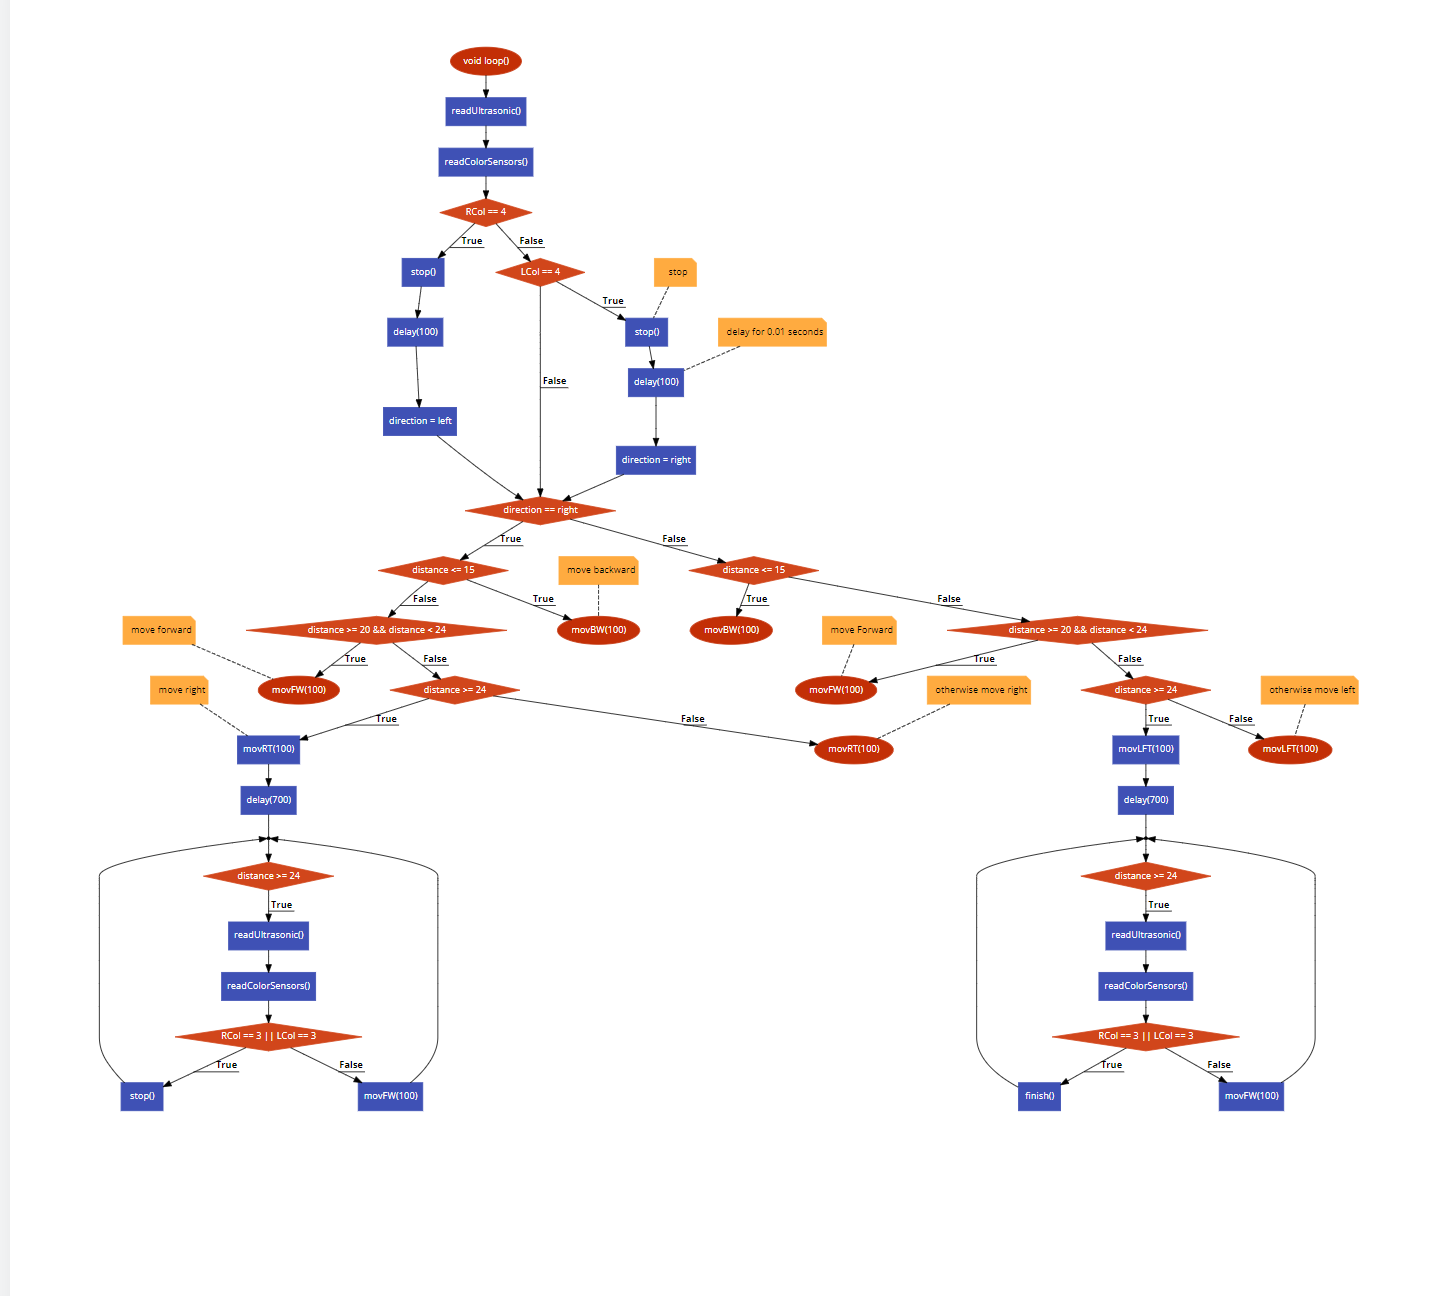 void loop()
readUltrasonic()
readColorSensors()
RCol == 4
True
False
stop()
LCol == 4
stop
True
delay(100)
stop()
delay for 0.01 seconds
False
delay(100)
direction = left
direction = right
direction == right
True
False
distance <= 15
move backward
distance <= 15
False
True
True
False
move forward
distance >= 20 && distance < 24
movBW(100)
movBW(100)
move Forward
distance >= 20 && distance < 24
True
False
True
False
move right
movFW(100)
distance >= 24
movFW(100)
otherwise move right
distance >= 24
otherwise move left
True
False
True
False
movRT(100)
movRT(100)
movLFT(100)
movLFT(100)
delay(700)
delay(700)
distance >= 24
distance >= 24
True
True
readUltrasonic()
readUltrasonic()
readColorSensors()
readColorSensors()
RCol == 3 || LCol == 3
RCol == 3 || LCol == 3
True
False
True
False
stop()
movFW(100)
finish()
movFW(100)